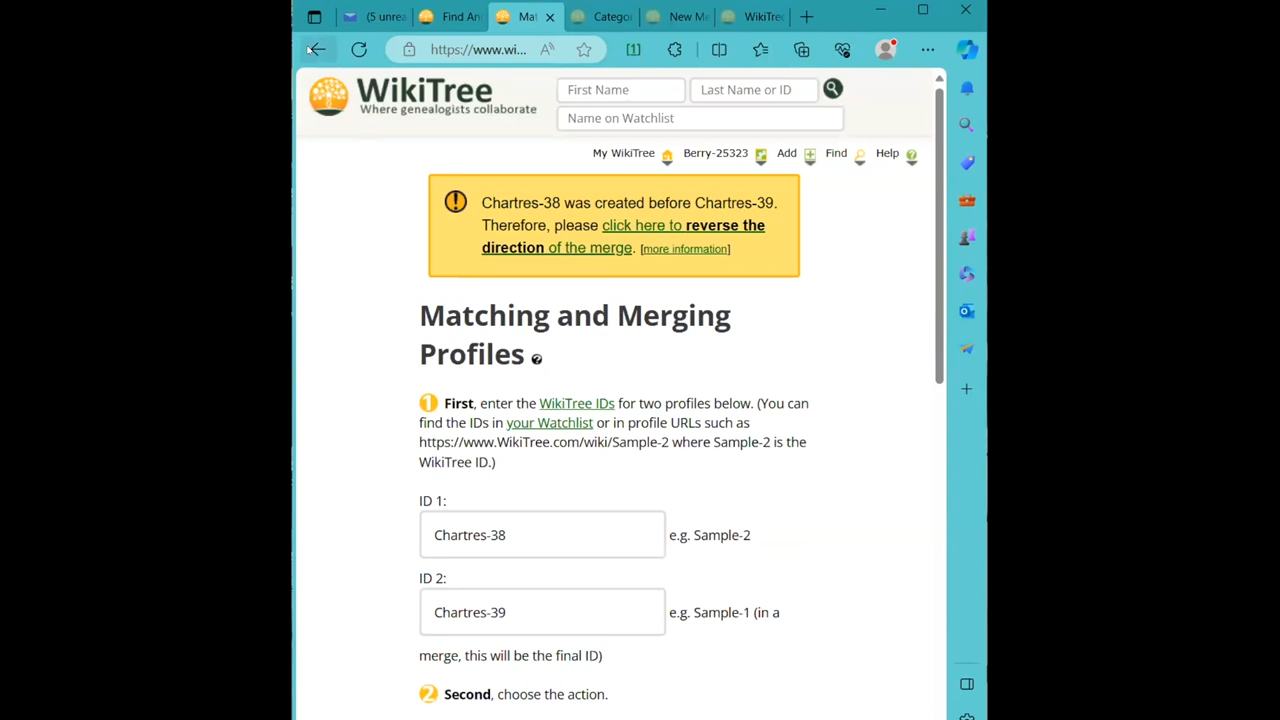 (5 unrea
Find An
Mat
Catego
New Me
WikiTre
https://www.wi...
WikiTree
Where genealogists collaborate
First Name
Last Name or ID
Name on Watchlist
My WikiTree
Berry-25323
Add
Find
Help
Chartres-38 was created before Chartres-39.
Therefore, please click here to reverse the
direction of the merge. [more information]
Matching and Merging
Profiles
1 First, enter the WikiTree IDs for two profiles below. (You can
find the IDs in your Watchlist or in profile URLs such as
https://www.WikiTree.com/wiki/Sample-2 where Sample-2 is the
WikiTree ID.)
ID 1:
Chartres-38 e.g. Sample-2
ID 2:
Chartres-39 e.g. Sample-1 (in a
merge, this will be the final ID)
2 Second, choose the action.